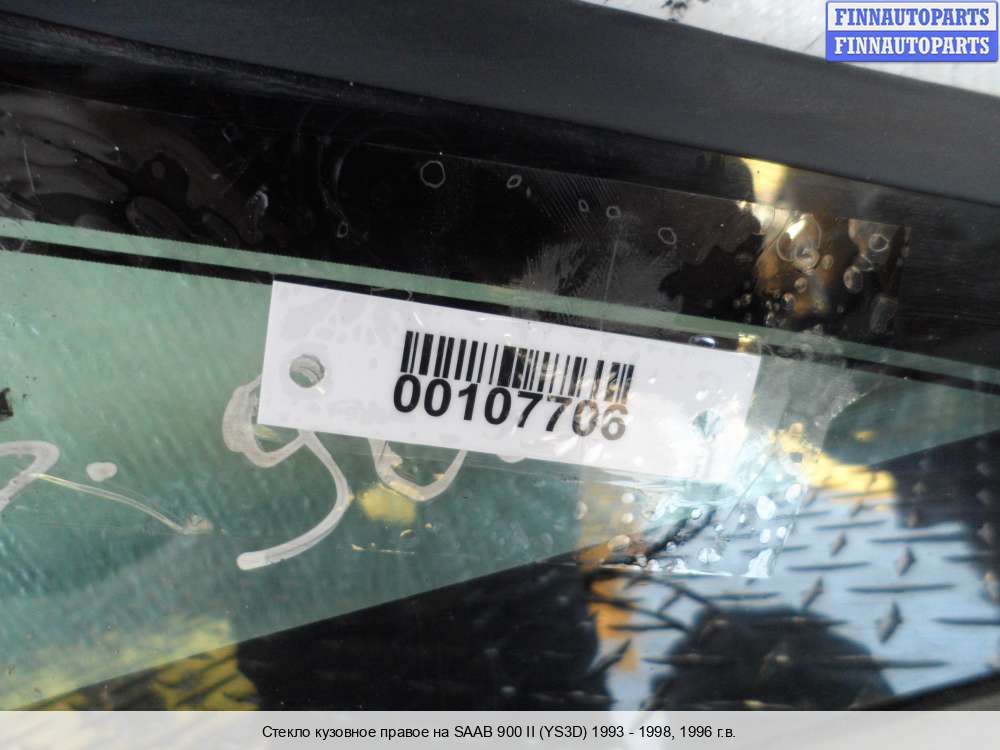 FINNAUTOPARTS
FINNAUTOPARTS
00107706
Стекло кузовное правое на SAAB 900 II (YS3D) 1993 - 1998, 1996 г.в.